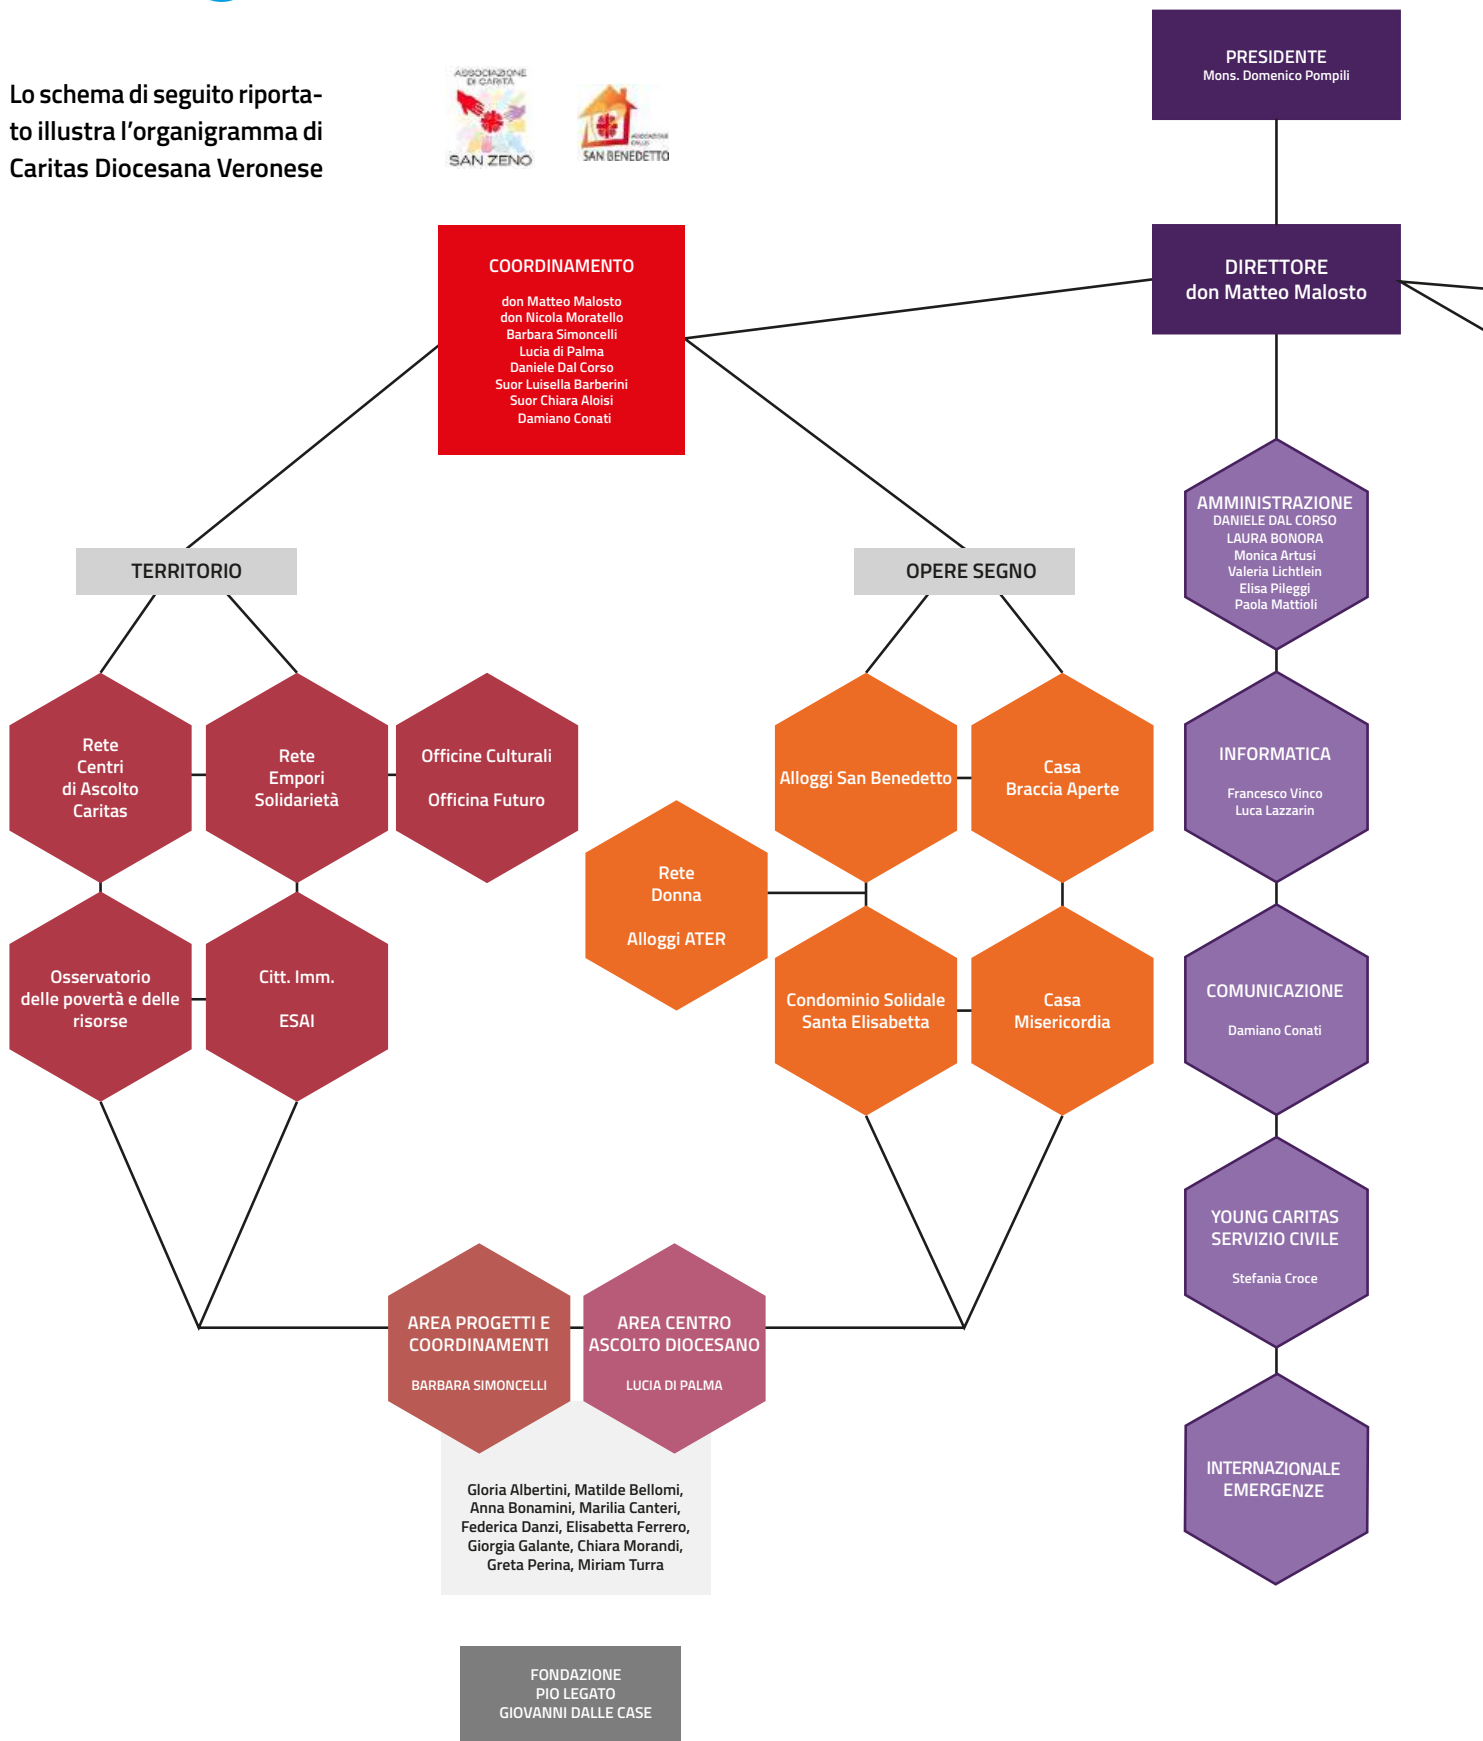 Lo schema di seguito riporta-
to illustra l'organigramma di
Caritas Diocesana Veronese
ASSOCIAZIONE
DI CARITÀ
SAN ZENO
ASSOCIAZIONE
SAN BENEDETTO
PRESIDENTE
Mons. Domenico Pompili
DIRETTORE
don Matteo Malosto
COORDINAMENTO
don Matteo Malosto
don Nicola Moratello
Barbara Simoncelli
Lucia di Palma
Daniele Dal Corso
Suor Luisella Barberini
Suor Chiara Aloisi
Damiano Conati
TERRITORIO
OPERE SEGNO
Rete
Centri
di Ascolto
Caritas
Rete
Empori
Solidarietà
Officine Culturali
Officina Futuro
Osservatorio
delle povertà e delle
risorse
Citt. Imm.
ESAI
Alloggi San Benedetto
Casa
Braccia Aperte
Rete
Donna
Alloggi ATER
Condominio Solidale
Santa Elisabetta
Casa
Misericordia
AREA PROGETTI E
COORDINAMENTI
BARBARA SIMONCELLI
AREA CENTRO
ASCOLTO DIOCESANO
LUCIA DI PALMA
Gloria Albertini, Matilde Bellomi,
Anna Bonamini, Marilia Canteri,
Federica Danzi, Elisabetta Ferrero,
Giorgia Galante, Chiara Morandi,
Greta Perina, Miriam Turra
FONDAZIONE
PIO LEGATO
GIOVANNI DALLE CASE
AMMINISTRAZIONE
DANIELE DAL CORSO
LAURA BONORA
Monica Artusi
Valeria Lichtlein
Elisa Pileggi
Paola Mattioli
INFORMATICA
Francesco Vinco
Luca Lazzarin
COMUNICAZIONE
Damiano Conati
YOUNG CARITAS
SERVIZIO CIVILE
Stefania Croce
INTERNAZIONALE
EMERGENZE